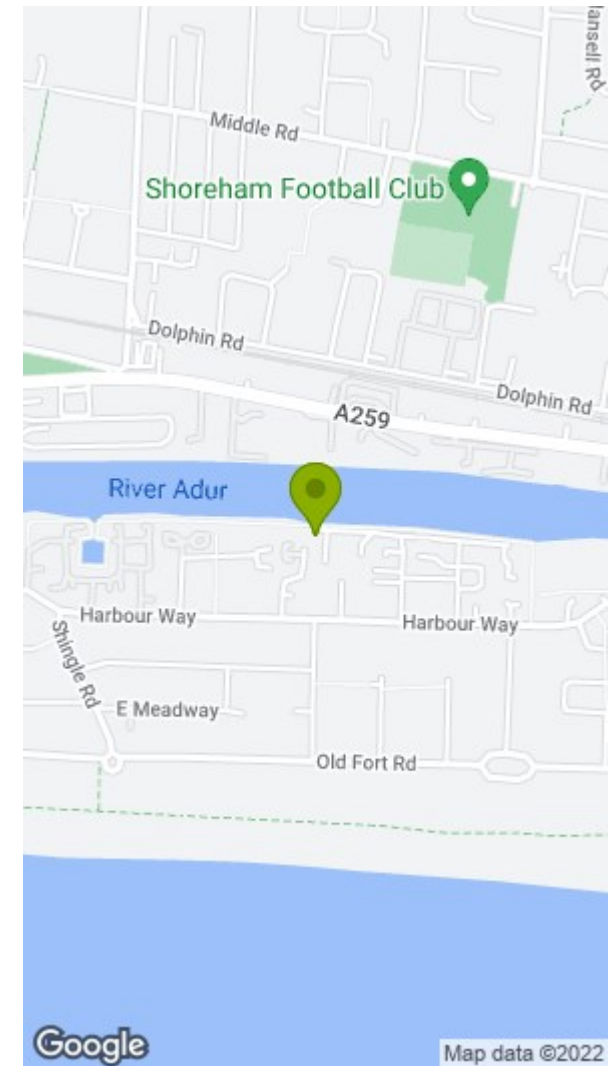 Mansell Rd
Middle Rd
Shoreham Football Club
Dolphin Rd
Dolphin Rd
A259
River Adur
Harbour Way
Harbour Way
Shingle Rd
E Meadway
Old Fort Rd
Google
Map data ©2022